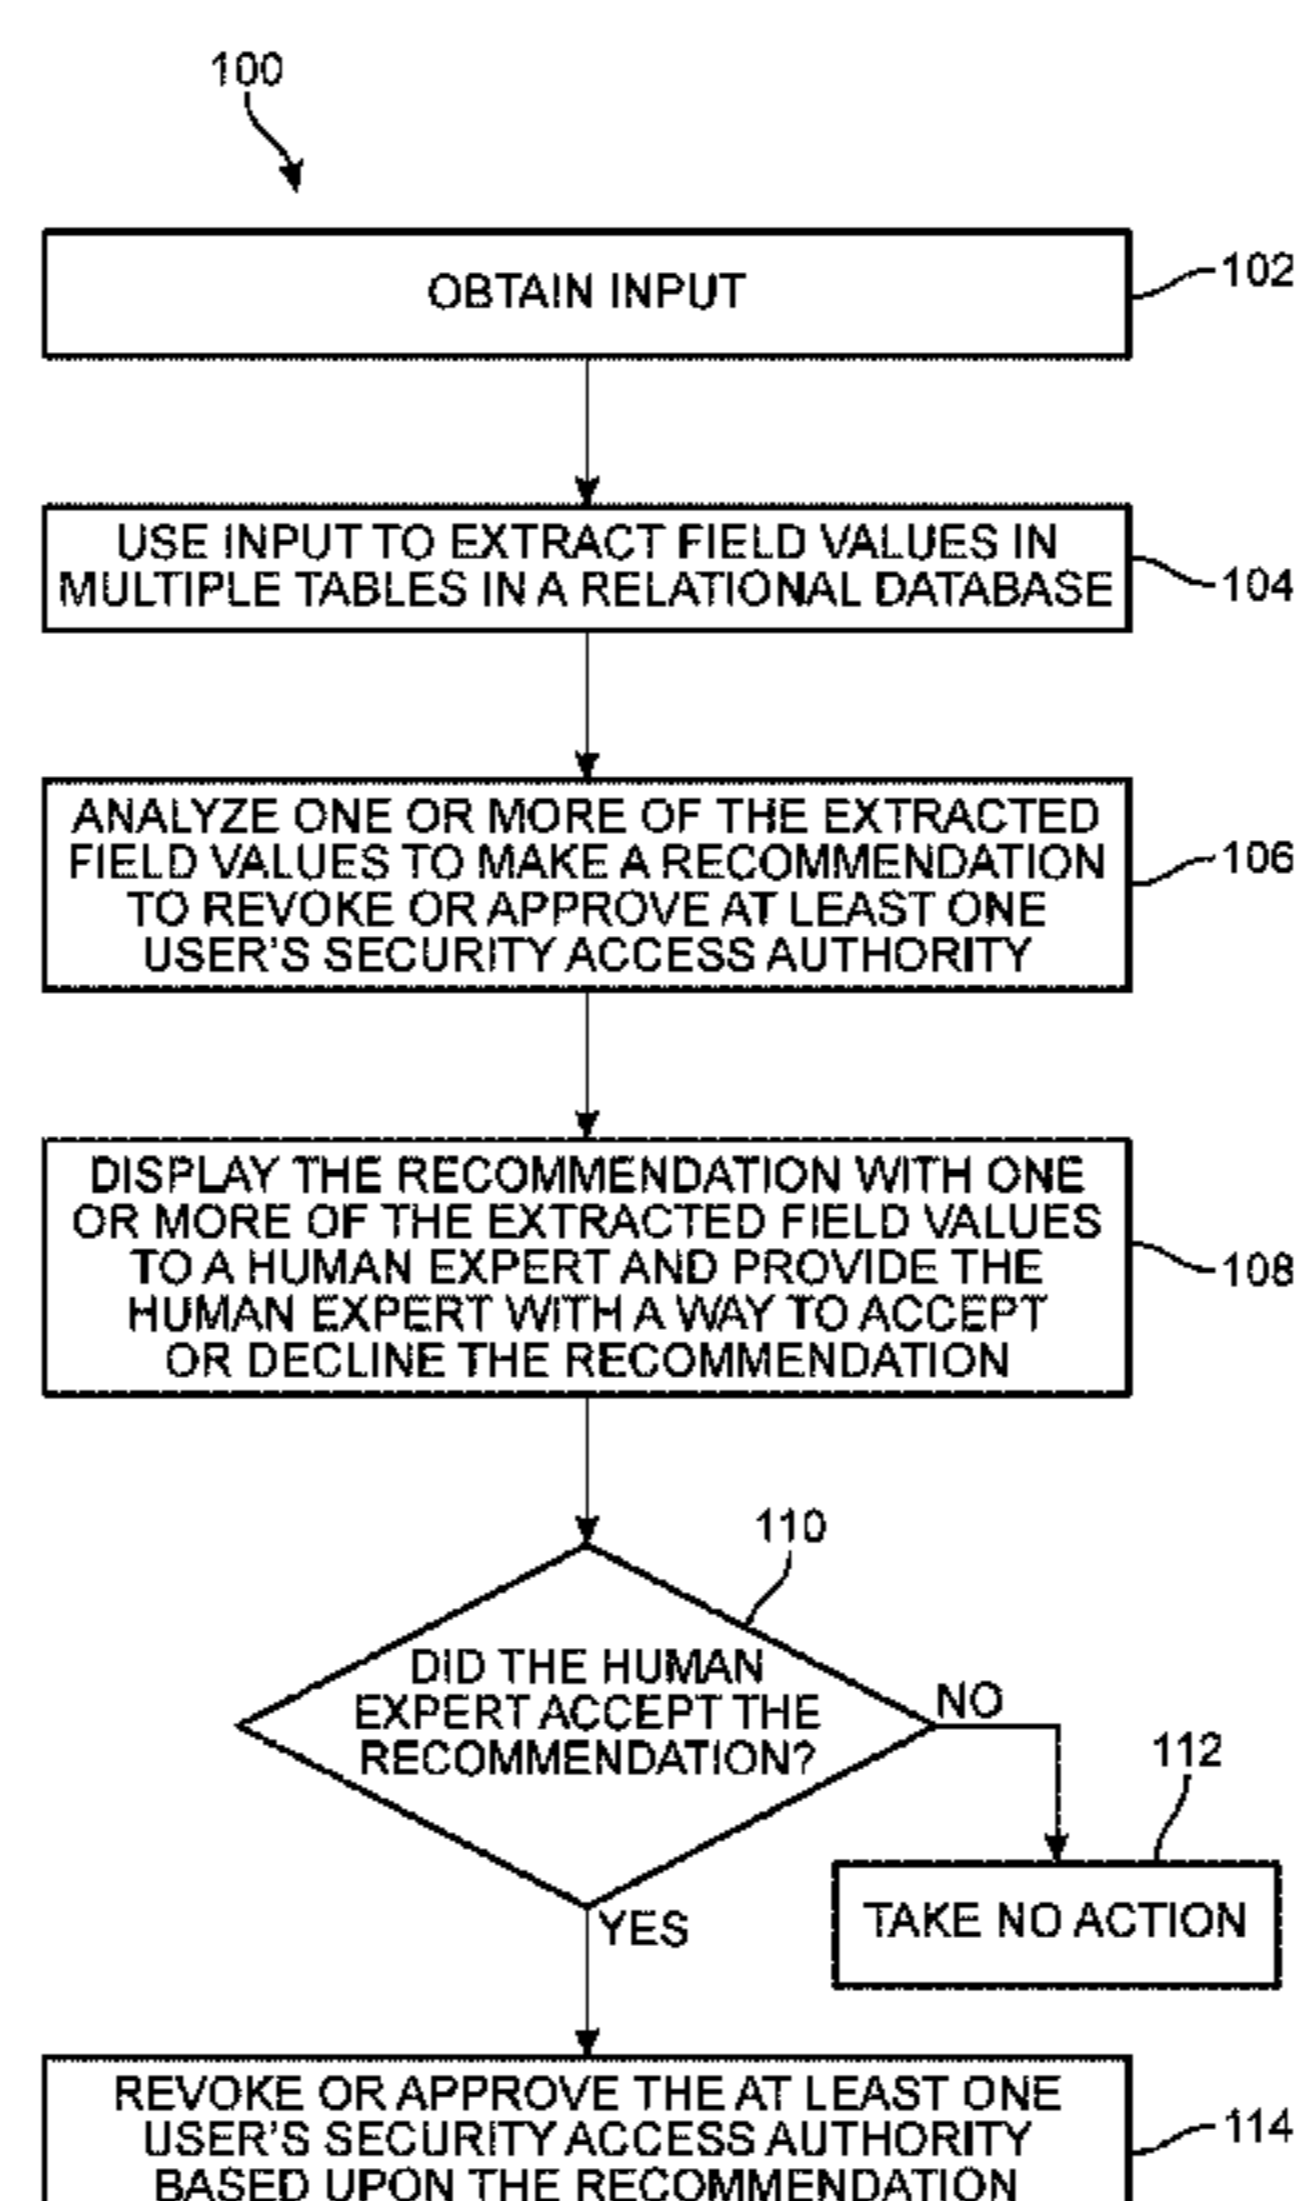 100
OBTAIN INPUT
102
USE INPUT TO EXTRACT FIELD VALUES IN
MULTIPLE TABLES IN A RELATIONAL DATABASE
104
ANALYZE ONE OR MORE OF THE EXTRACTED
FIELD VALUES TO MAKE A RECOMMENDATION
TO REVOKE OR APPROVE AT LEAST ONE
USER'S SECURITY ACCESS AUTHORITY
106
DISPLAY THE RECOMMENDATION WITH ONE
OR MORE OF THE EXTRACTED FIELD VALUES
TO A HUMAN EXPERT AND PROVIDE THE
HUMAN EXPERT WITH A WAY TO ACCEPT
OR DECLINE THE RECOMMENDATION
108
110
DID THE HUMAN
EXPERT ACCEPT THE
RECOMMENDATION?
NO
112
TAKE NO ACTION
YES
REVOKE OR APPROVE THE AT LEAST ONE
USER'S SECURITY ACCESS AUTHORITY
BASED UPON THE RECOMMENDATION
114